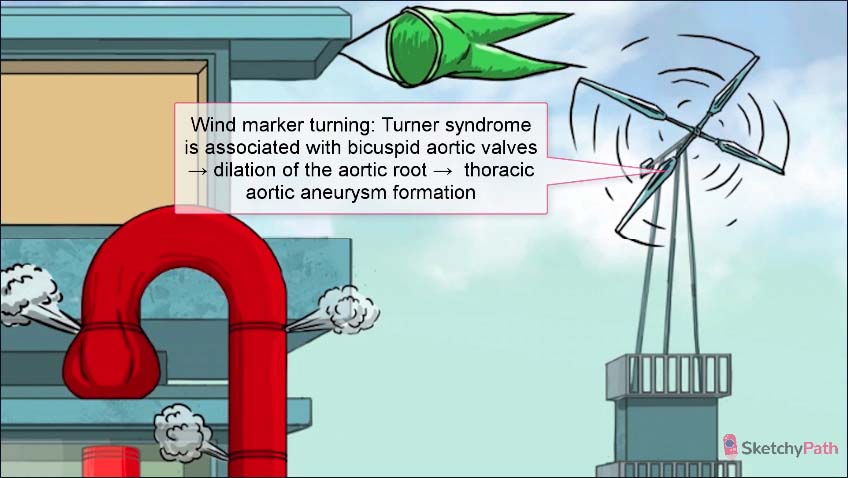 Wind marker turning: Turner syndrome
is associated with bicuspid aortic valves
→ dilation of the aortic root → thoracic
aortic aneurysm formation
SketchyPath